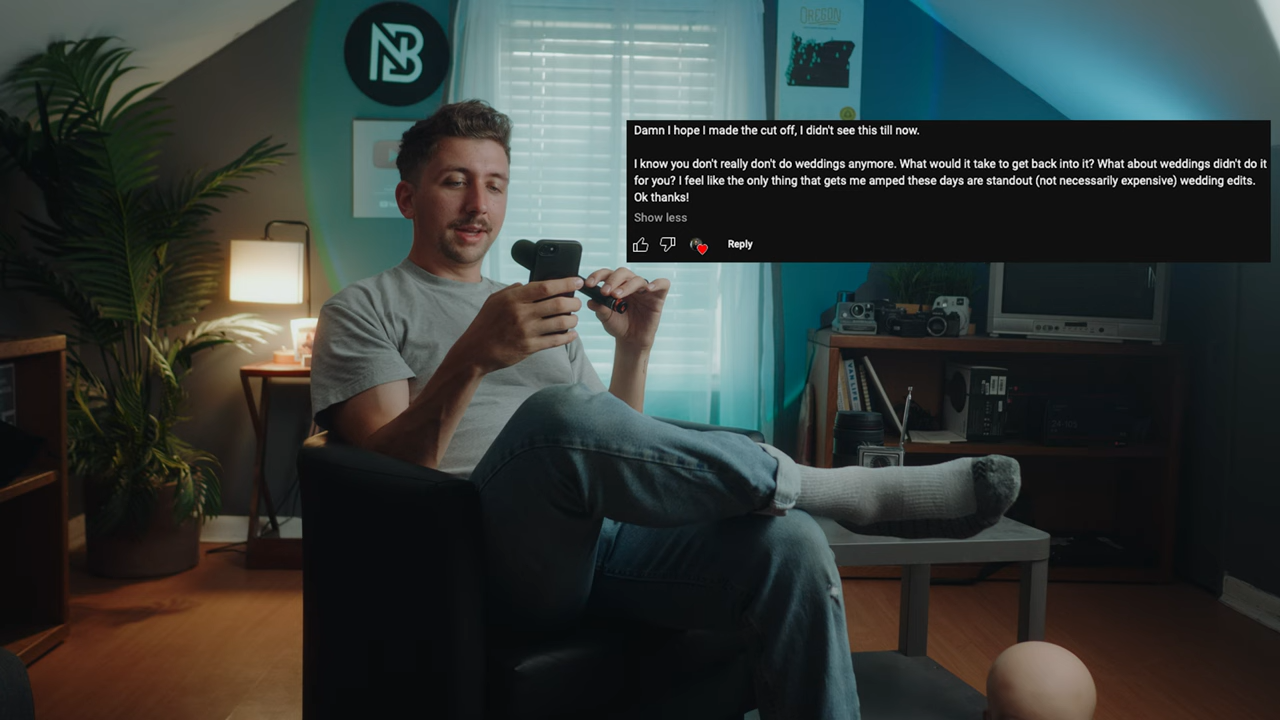 NB
OREGON
Damn I hope I made the cut off, I didn't see this till now.
I know you don't really don't do weddings anymore. What would it take to get back into it? What about weddings didn't do it
for you? I feel like the only thing that gets me amped these days are standout (not necessarily expensive) wedding edits.
Ok thanks!
Show less
Reply